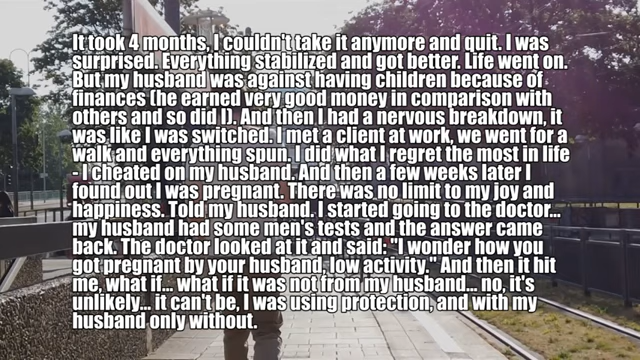 It took 4 months, I couldn't take it anymore and quit. I was
surprised. Everything stabilized and got better. Life went on.
But my husband was against having children because of
finances (he earned very good money in comparison with
others and so did I). And then I had a nervous breakdown, it
was like I was switched. I met a client at work, we went for a
walk and everything spun. I did what I regret the most in life
- I cheated on my husband. And then a few weeks later I
found out I was pregnant. There was no limit to my joy and
happiness. Told my husband. I started going to the doctor...
my husband had some men's tests and the answer came
back. The doctor looked at it and said: "I wonder how you
got pregnant by your husband, low activity." And then it hit
me, what if... what if it was not from my husband... no, it's
unlikely... it can't be, I was using protection, and with my
husband only without.